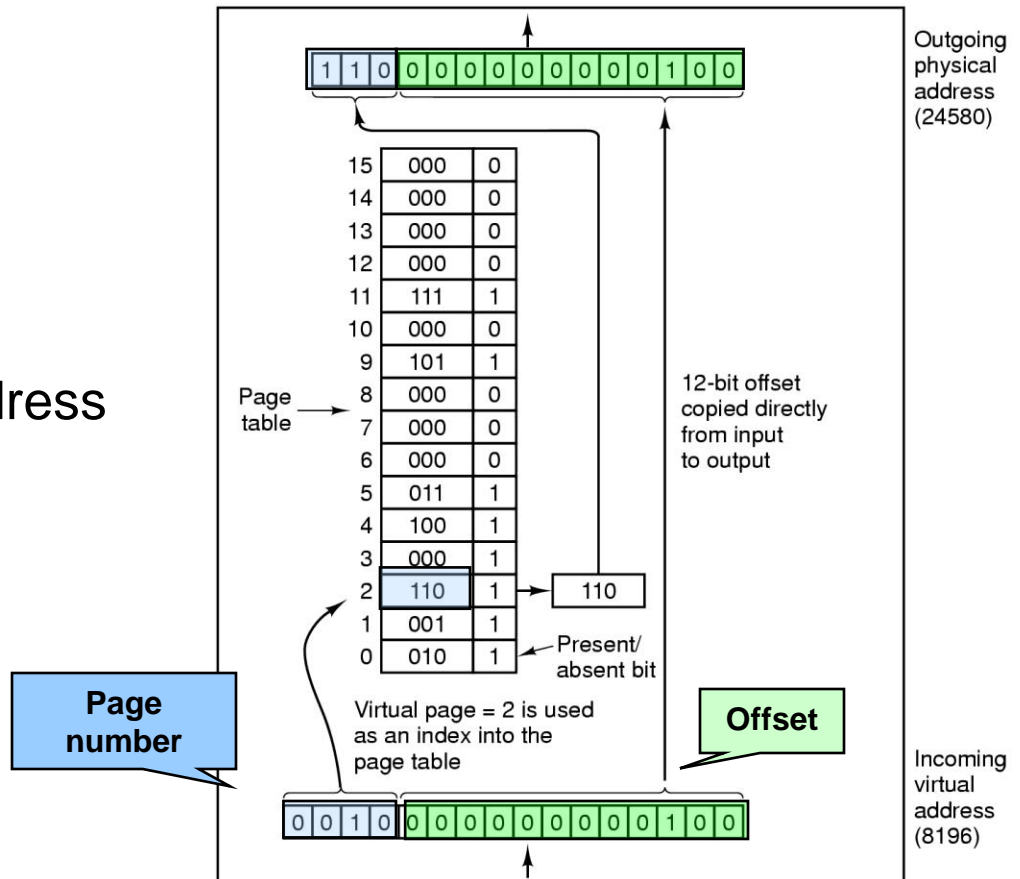 1 1 0 0 0 0 0 0 0 0 0 0 1 0 0
Outgoing
physical
address
(24580)
15 000 0
14 000 0
13 000 0
12 000 0
11 111 1
10 000 0
9 101 1
8 000 0
7 000 0
6 000 0
5 011 1
4 100 1
3 000 1
2 110 1 110
1 001 1
0 010 1
Page
table
12-bit offset
copied directly
from input
to output
Present/
absent bit
Page
number
Virtual page = 2 is used
as an index into the
page table
Offset
0 0 1 0 0 0 0 0 0 0 0 0 0 1 0 0
Incoming
virtual
address
(8196)